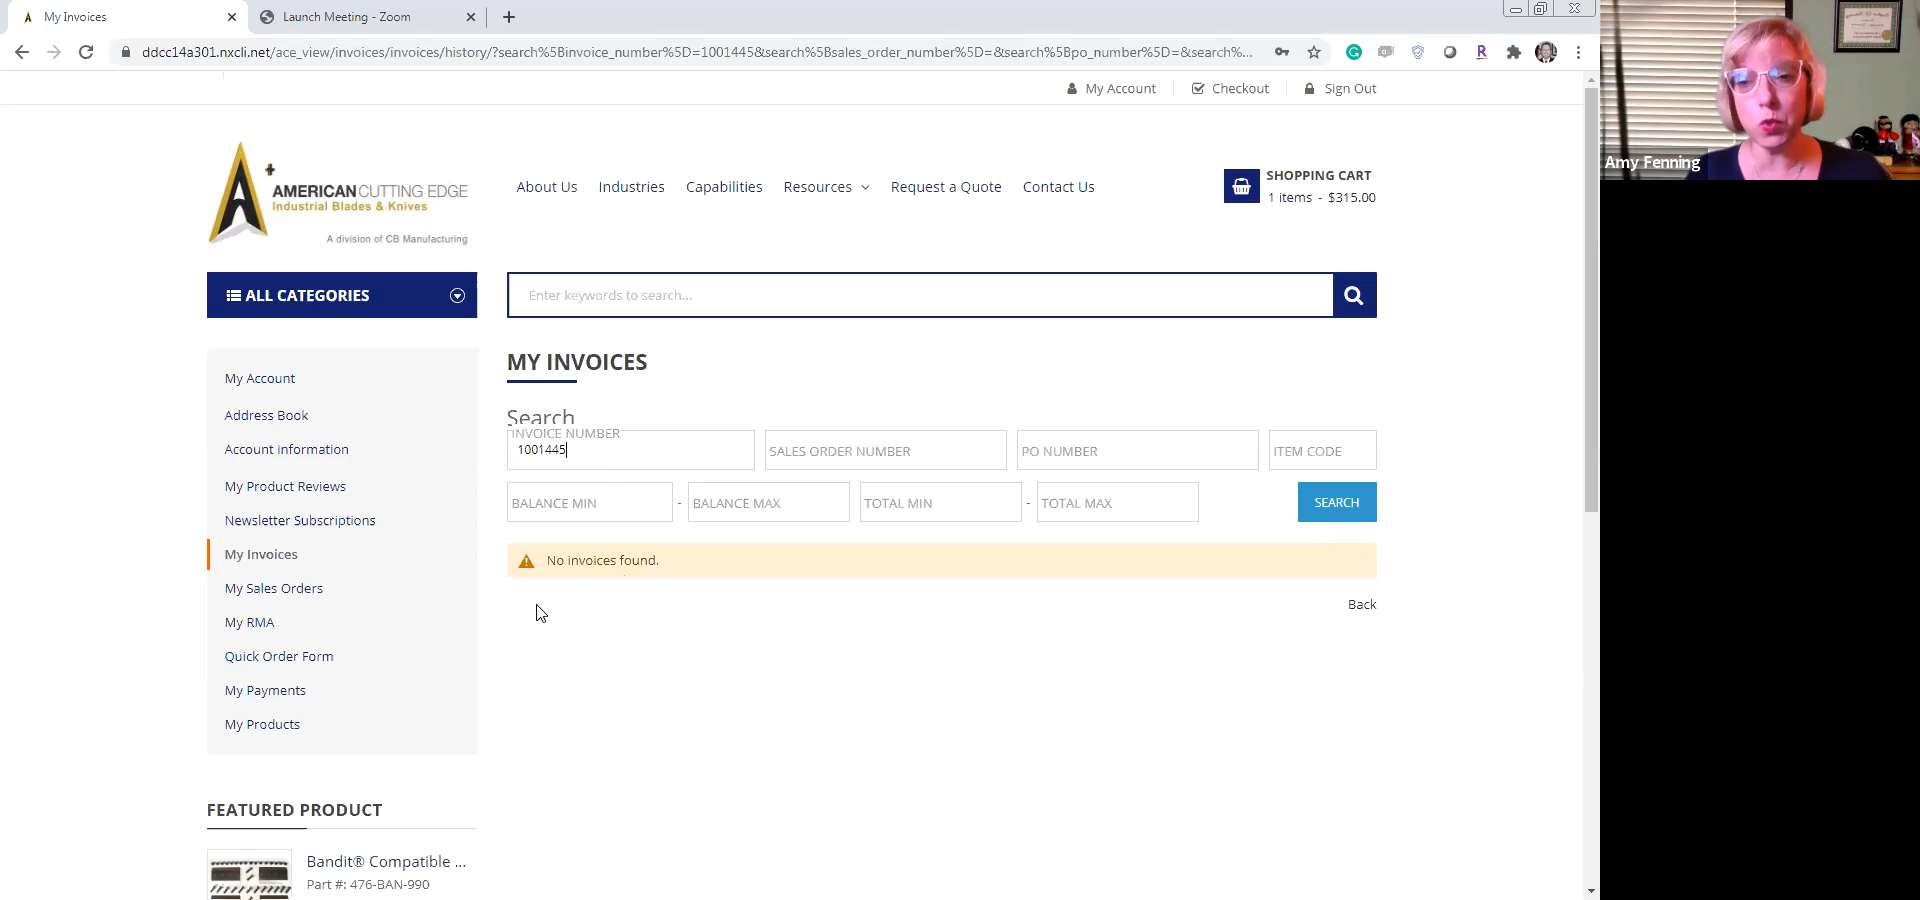 My Invoices
Launch Meeting - Zoom
ddcc14a301.nxcli.net/ace_view/invoices/invoices/history/?search%5Binvoice_number%5D=1001445&search%5Bsales_order_number%5D=&search%5Bpo_number%5D=&search%...
My Account
Checkout
Sign Out
AMERICAN CUTTING EDGE
Industrial Blades & Knives
A division of CB Manufacturing
About Us
Industries
Capabilities
Resources
Request a Quote
Contact Us
SHOPPING CART
1 items - $315.00
ALL CATEGORIES
Enter keywords to search...
My Account
Address Book
Account information
My Product Reviews
Newsletter Subscriptions
My Invoices
My Sales Orders
My RMA
Quick Order Form
My Payments
My Products
MY INVOICES
Search
INVOICE NUMBER
1001445
SALES ORDER NUMBER
PO NUMBER
ITEM CODE
BALANCE MIN
-
BALANCE MAX
TOTAL MIN
-
TOTAL MAX
SEARCH
No invoices found.
Back
FEATURED PRODUCT
Bandit® Compatible ...
Part #: 476-BAN-990
Amy Fenning